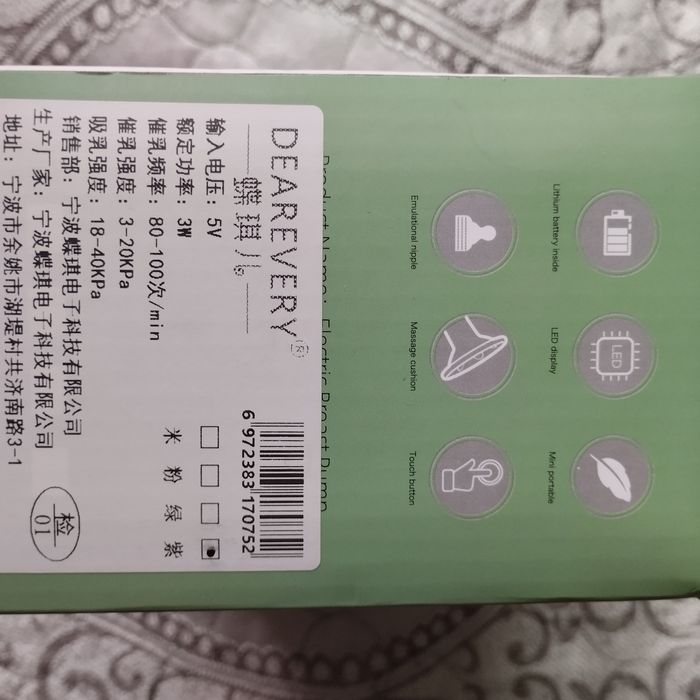 Lithium battery inside
LED display
LED
Mini portable
Emulational nipple
Massage cushion
Touch button
Product Name: Electric Breast Pump
DEAREVERY®
蝶琪儿®
输入电压: 5V
额定功率: 3W
催乳频率: 80-100次/min
催乳强度: 3-20KPa
吸乳强度: 18-40KPa
销售部: 宁波蝶琪电子科技有限公司
生产厂家: 宁波蝶琪电子科技有限公司
地址: 宁波市余姚市湖堤村共济南路3-1
6 972383 170752
米 粉 绿 紫
检
01